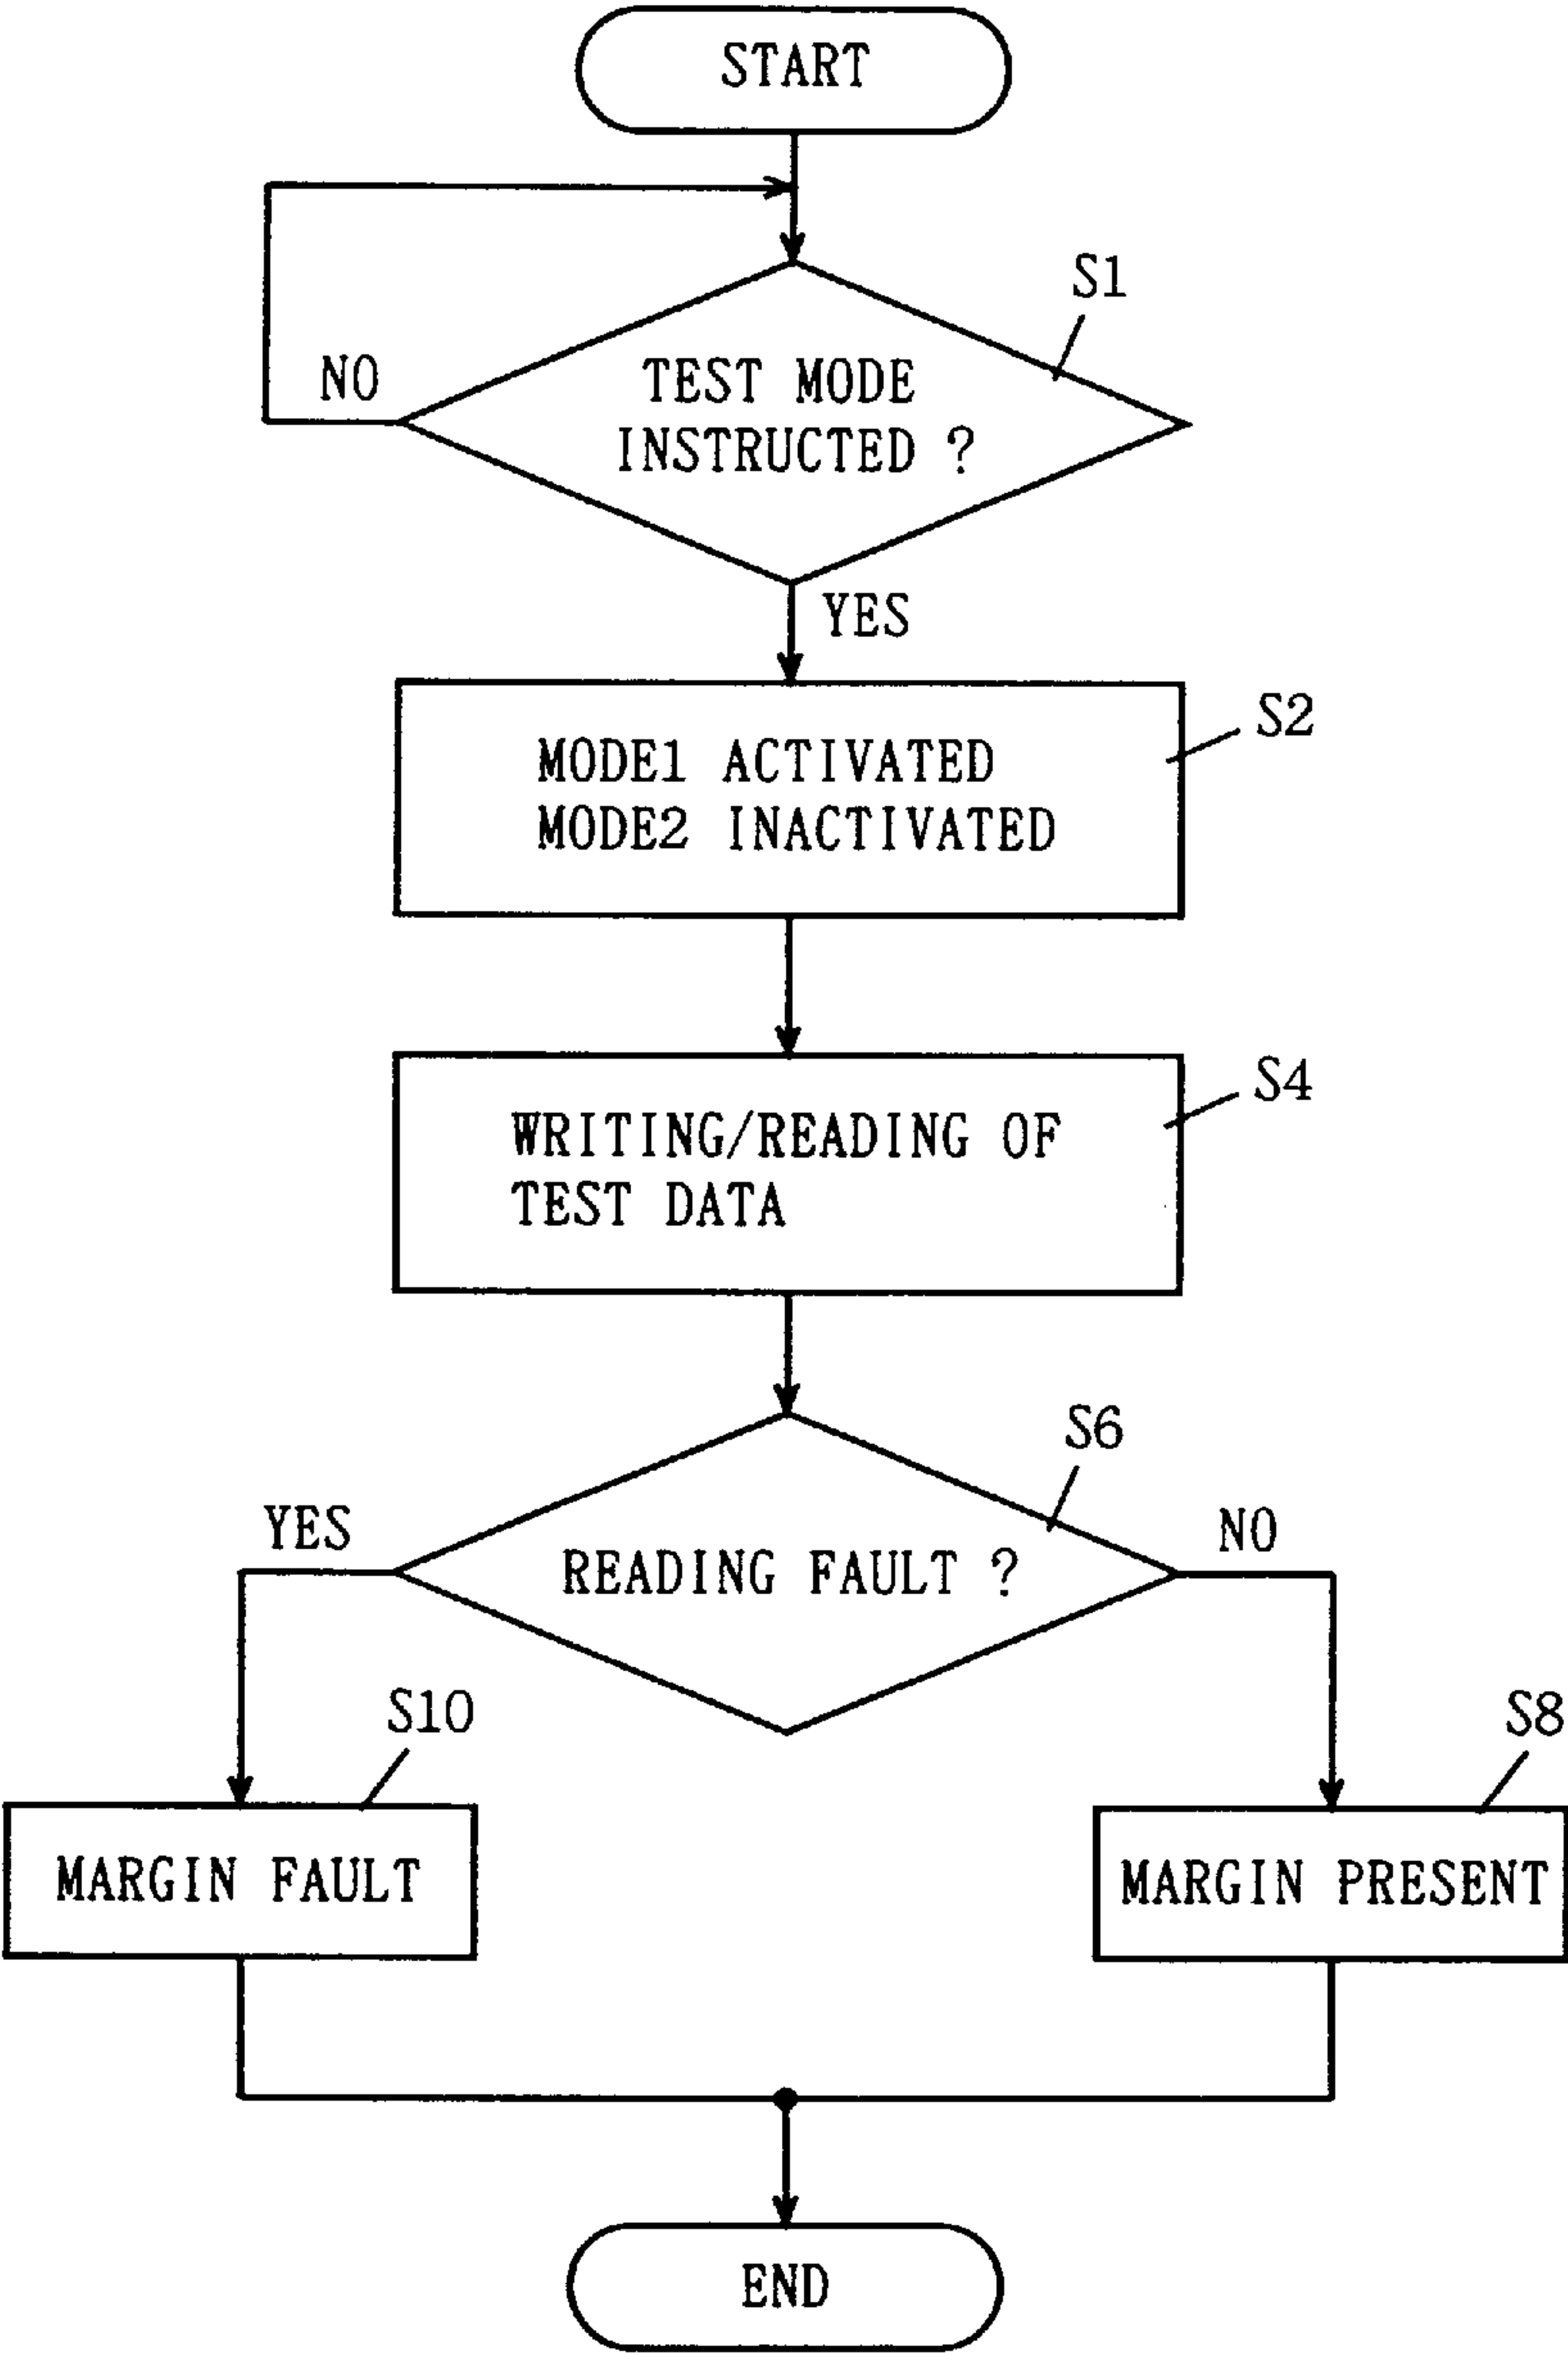 START
S1
NO
TEST MODE
INSTRUCTED ?
YES
S2
MODE1 ACTIVATED
MODE2 INACTIVATED
S4
WRITING/READING OF
TEST DATA
S6
YES
NO
READING FAULT ?
S10
S8
MARGIN FAULT
MARGIN PRESENT
END